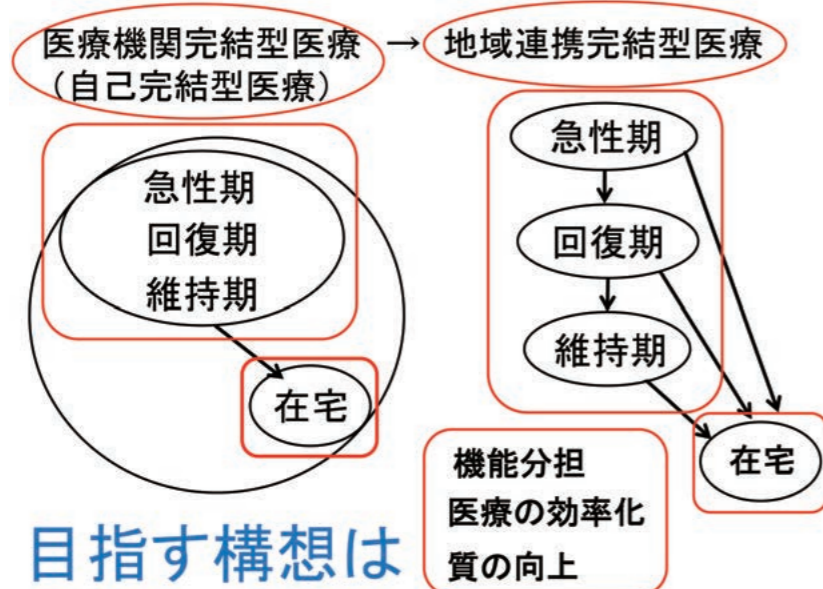 医療機関完結型医療
（自己完結型医療）
→
地域連携完結型医療
急性期
回復期
維持期
在宅
急性期
回復期
維持期
在宅
目指す構想は
機能分担
医療の効率化
質の向上